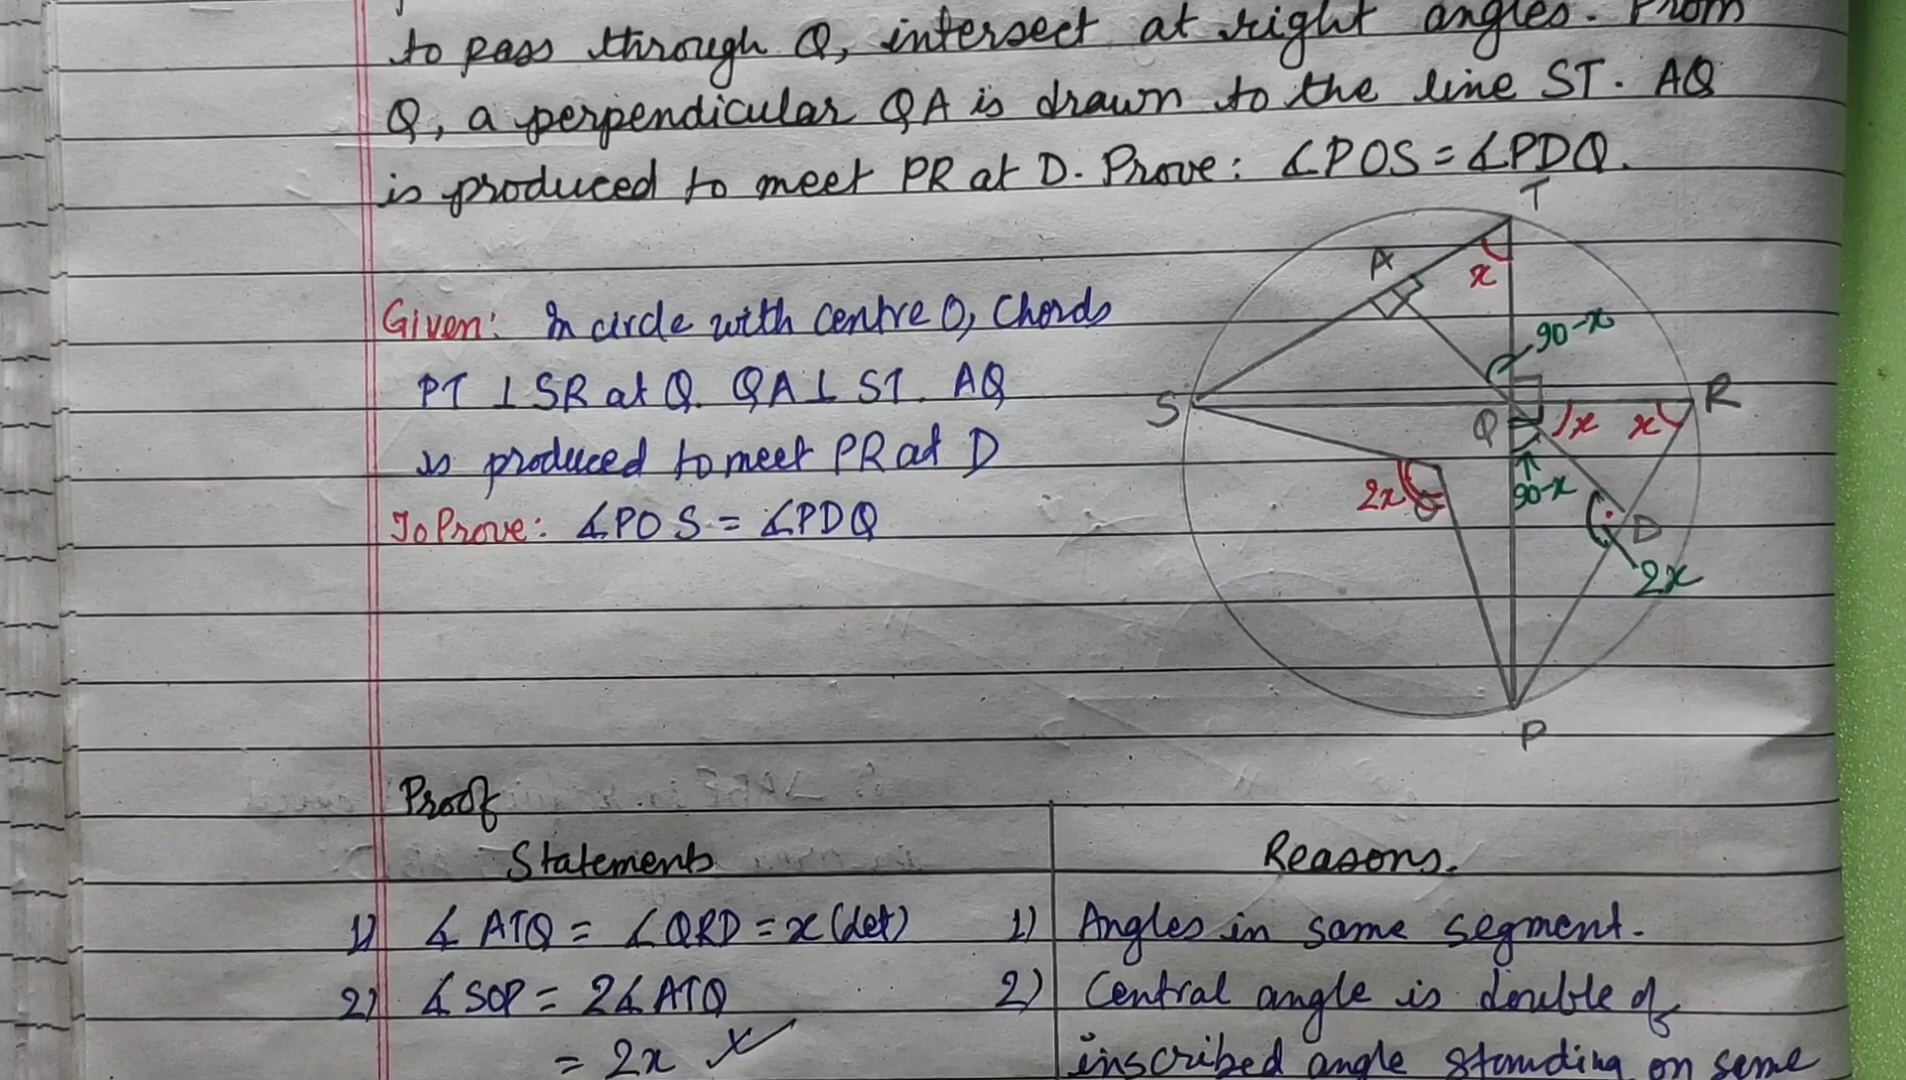 to pass through Q, intersect at right angles. From
Q, a perpendicular QA is drawn to the line ST. AQ
is produced to meet PR at D. Prove: ∠POS = ∠PDQ.
T
A
x
90-x
Given: In circle with centre O, Chords
PT ⊥ SR at Q. QA ⊥ ST. AQ
S
R
Q
x
x
is produced to meet PR at D
2x
O
90-x
To Prove: ∠POS = ∠PDQ
D
2x
P
Proof
Statements
Reasons.
1) ∠ATQ = ∠QRD = x (let)
1) Angles in same segment.
2) ∠SOP = 2∠ATQ
2) Central angle is double of
= 2x
inscribed angle standing on same